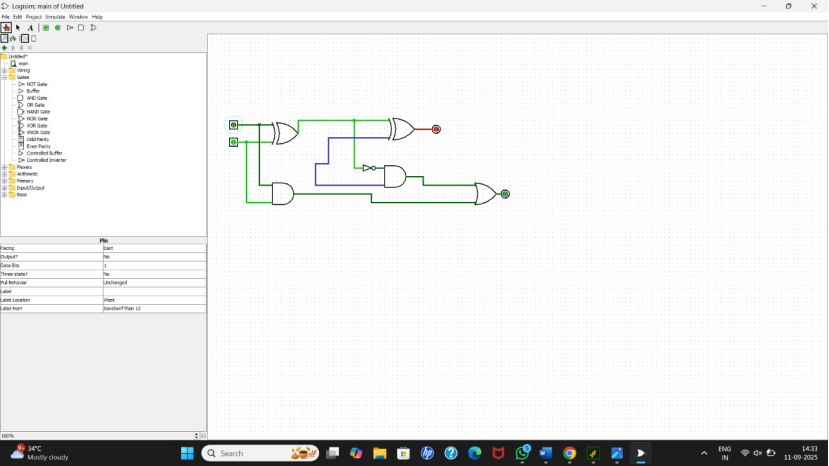 Logisim: main of Untitled
File Edit Project Simulate Window Help
A
Untitled*
main
Wiring
Gates
NOT Gate
Buffer
AND Gate
OR Gate
NAND Gate
NOR Gate
XOR Gate
XNOR Gate
Odd Parity
Even Parity
Controlled Buffer
Controlled Inverter
Plexers
Arithmetic
Memory
Input/Output
Base
Pin
Facing East
Output? No
Data Bits 1
Three-state? No
Pull Behavior Unchanged
Label
Label Location West
Label Font SansSerif Plain 12
100%
34°C
Mostly cloudy
Search
ENG
IN
14:33
11-09-2025